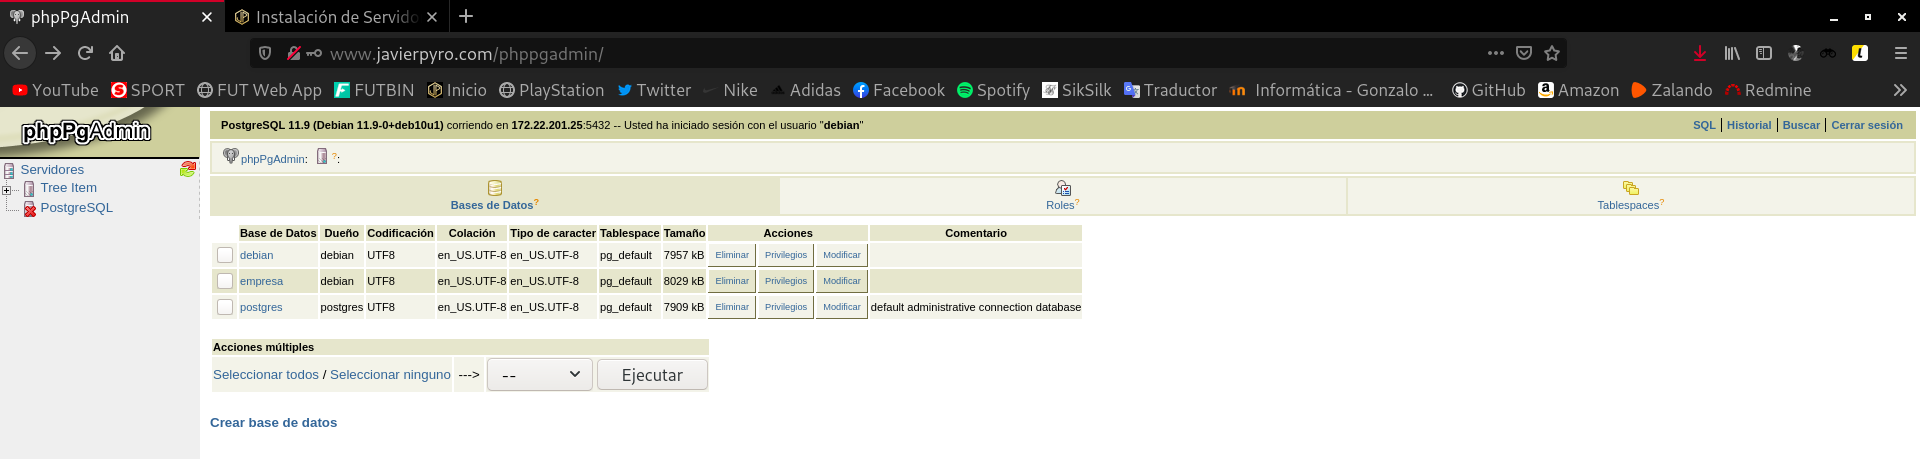 phpPgAdmin
Instalación de Servido
www.javierpyro.com/phppgadmin/
YouTube SPORT FUT Web App FUTBIN Inicio PlayStation Twitter Nike Adidas Facebook Spotify SikSilk Traductor Informática - Gonzalo ... GitHub Amazon Zalando Redmine
phpPgAdmin
Servidores
Tree Item
PostgreSQL
PostgreSQL 11.9 (Debian 11.9-0+deb10u1) corriendo en 172.22.201.25:5432 -- Usted ha iniciado sesión con el usuario "debian"
SQL | Historial | Buscar | Cerrar sesión
phpPgAdmin: ?:
Bases de Datos? Roles? Tablespaces?
Base de Datos Dueño Codificación Colación Tipo de caracter Tablespace Tamaño Acciones Comentario
debian debian UTF8 en_US.UTF-8 en_US.UTF-8 pg_default 7957 kB Eliminar Privilegios Modificar
empresa debian UTF8 en_US.UTF-8 en_US.UTF-8 pg_default 8029 kB Eliminar Privilegios Modificar
postgres postgres UTF8 en_US.UTF-8 en_US.UTF-8 pg_default 7909 kB Eliminar Privilegios Modificar default administrative connection database
Acciones múltiples
Seleccionar todos / Seleccionar ninguno ---> -- Ejecutar
Crear base de datos